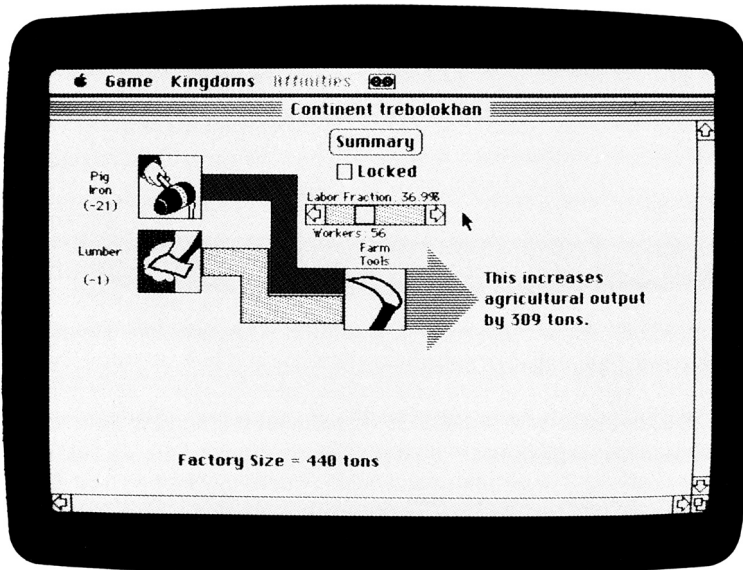 Game Kingdoms Affinities
Continent trebolokhan
Summary
Locked
Pig
Iron
(-21)
Labor Fraction 36.9%
Workers: 56
Lumber
(-1)
Farm
Tools
This increases
agricultural output
by 309 tons.
Factory Size = 440 tons